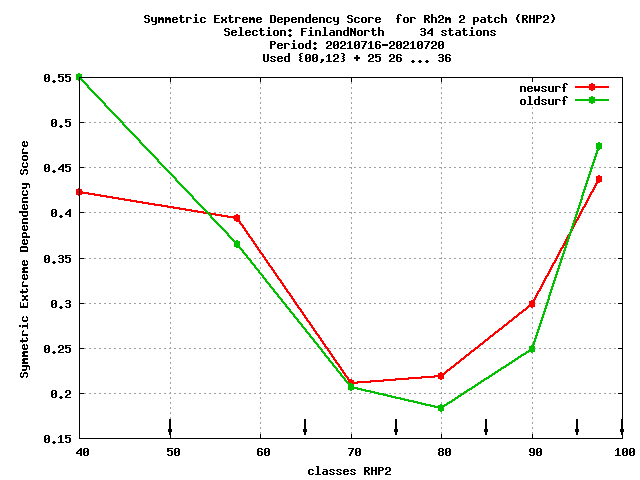 Symmetric Extreme Dependency Score  for Rh2m 2 patch (RHP2)
Selection: FinlandNorth     34 stations
Period: 20210716-20210720
Used {00,12} + 25 26 ... 36
newsurf
oldsurf
0.55
0.5
0.45
0.4
0.35
0.3
0.25
0.2
0.15
Symmetric Extreme Dependency Score
40 50 60 70 80 90 100
classes RHP2